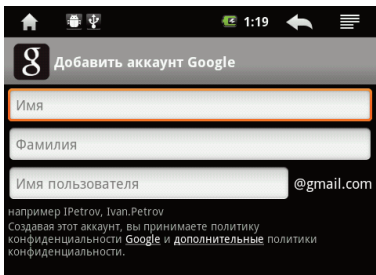 1:19
g Добавить аккаунт Google
Имя
Фамилия
Имя пользователя @gmail.com
например IPetrov, Ivan.Petrov
Создавая этот аккаунт, вы принимаете политику
конфиденциальности Google и дополнительные политики
конфиденциальности.